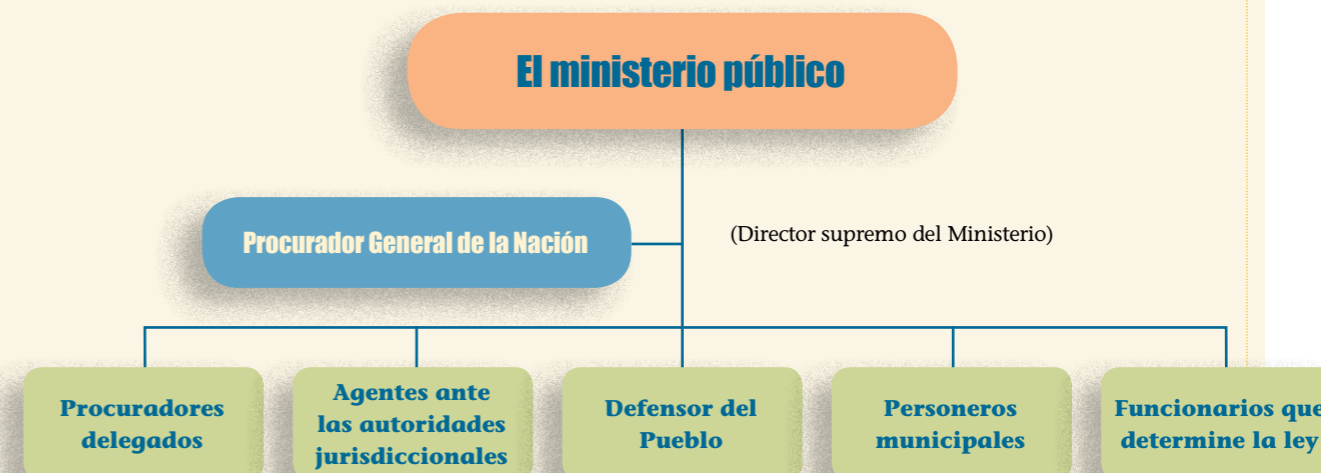 El ministerio público
Procurador General de la Nación
(Director supremo del Ministerio)
Procuradores
delegados
Agentes ante
las autoridades
jurisdiccionales
Defensor del
Pueblo
Personeros
municipales
Funcionarios que
determine la ley